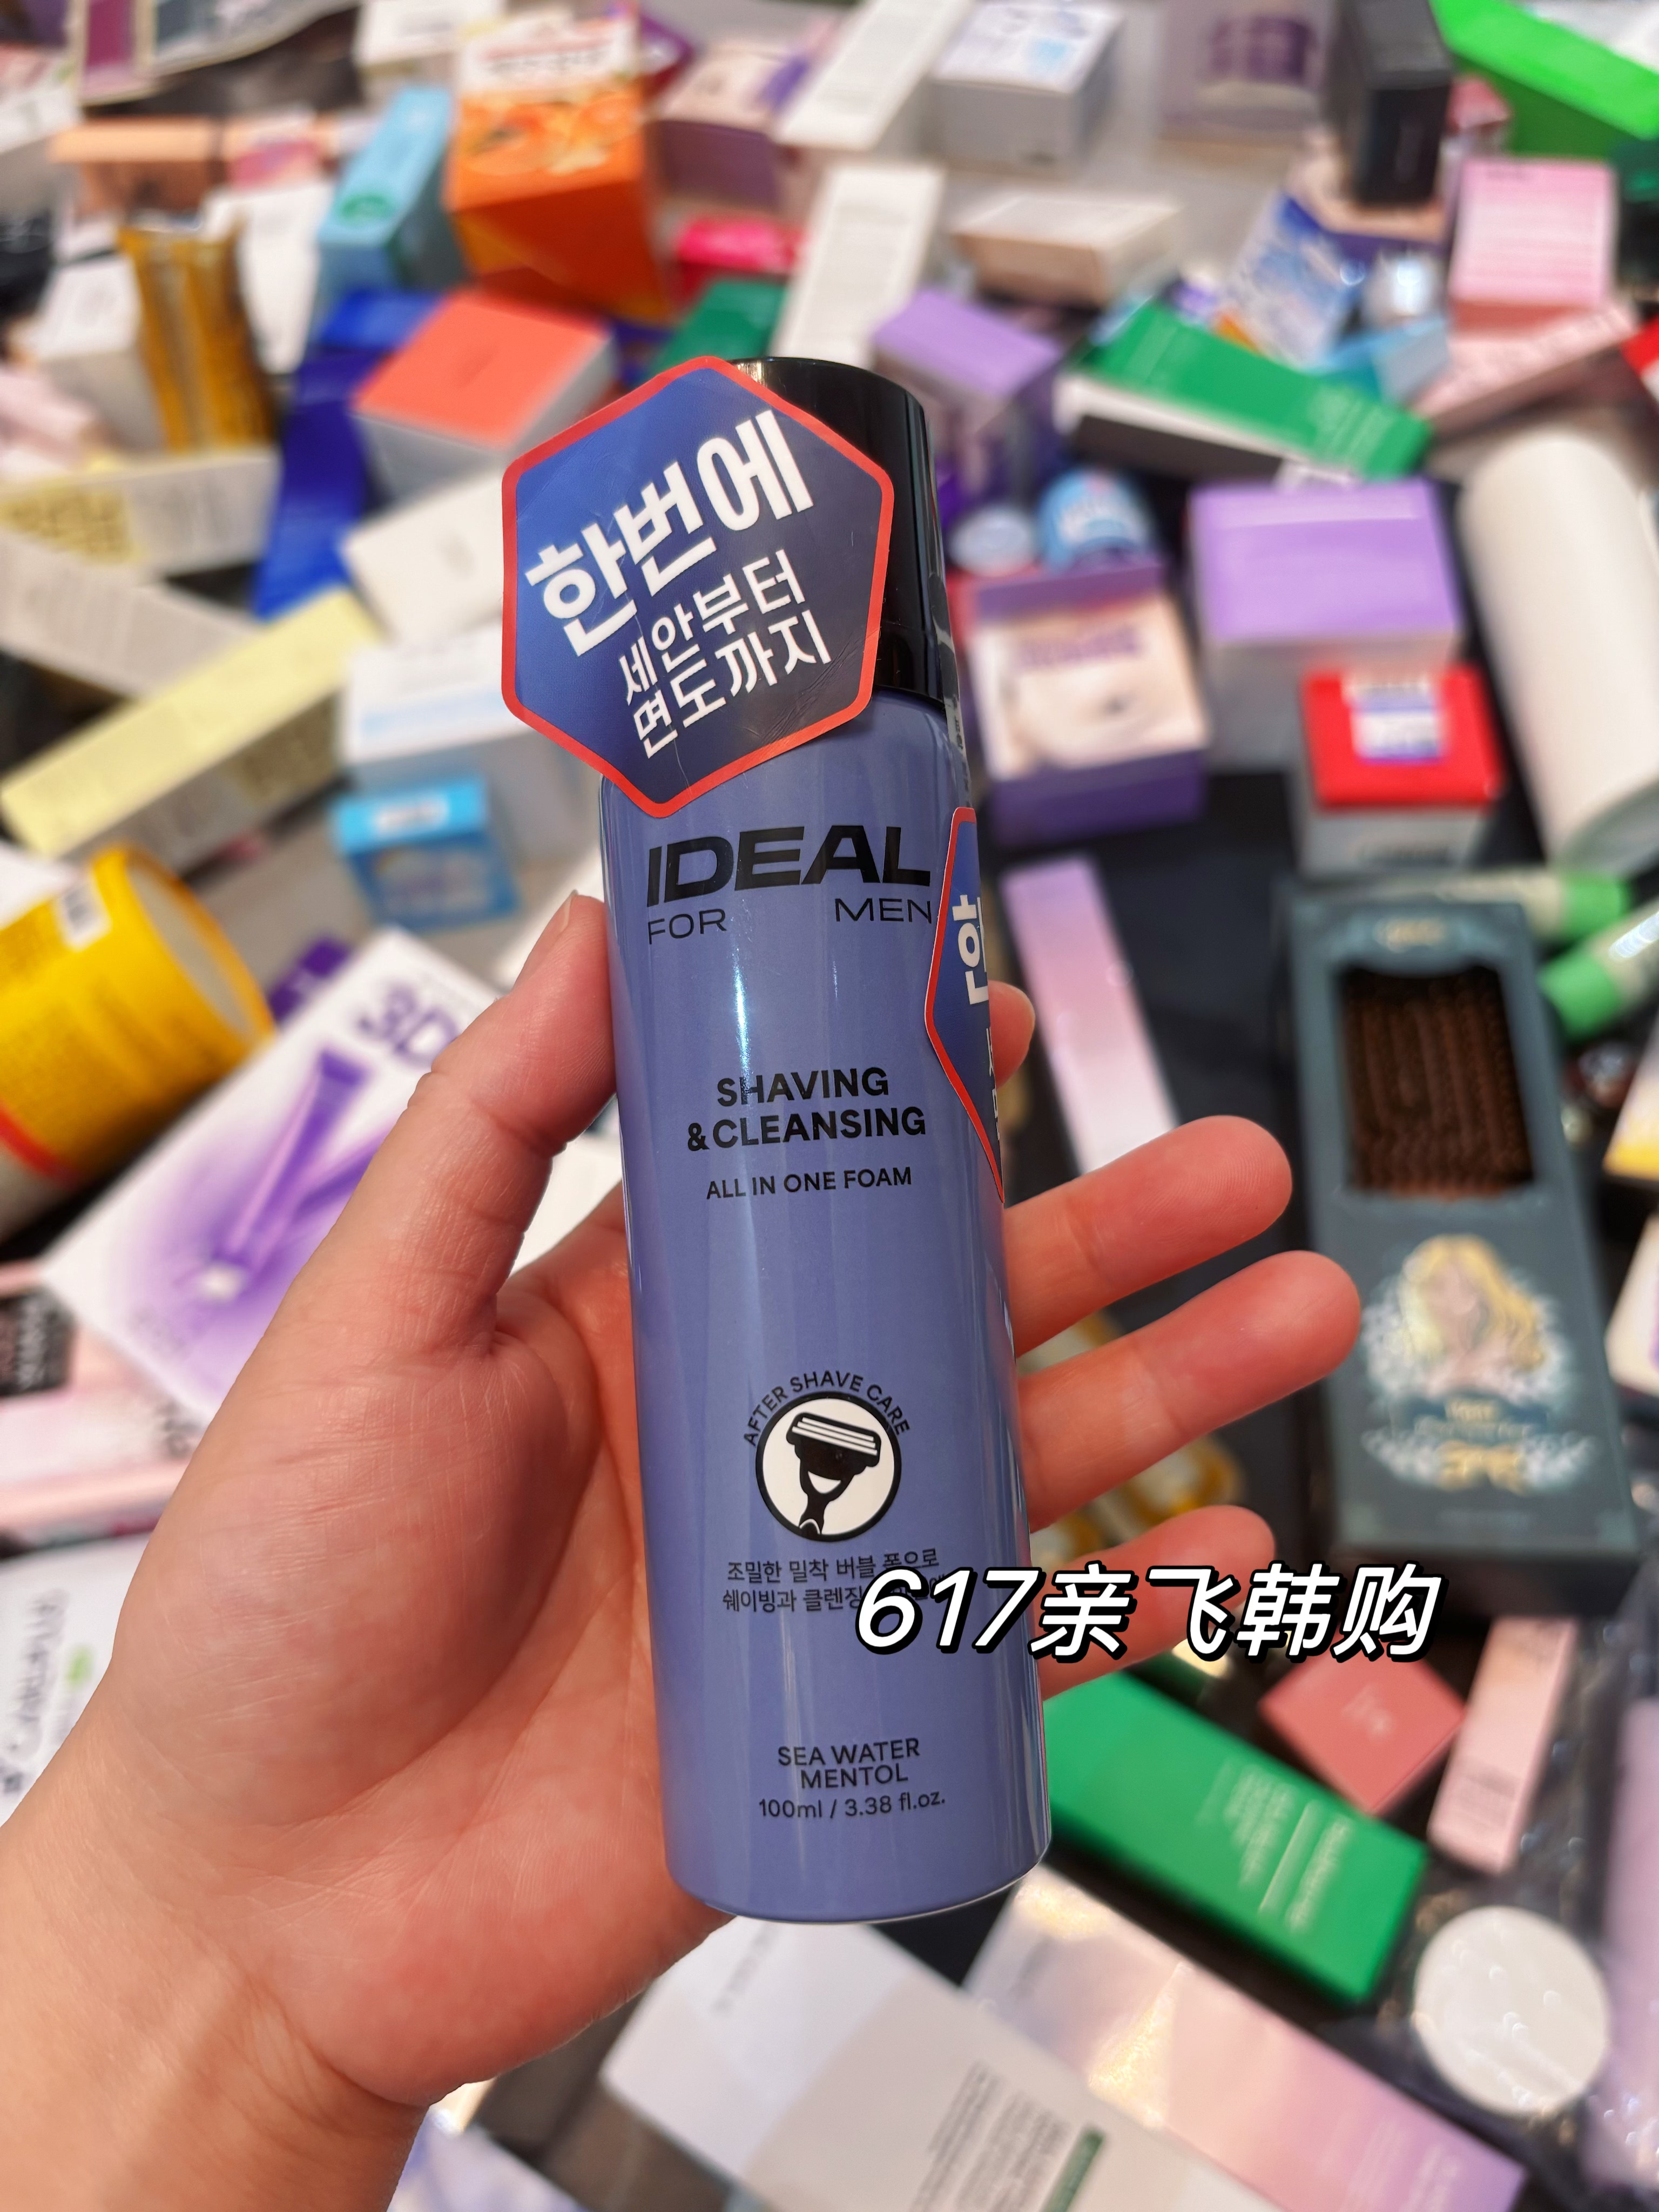 한번에
세안부터
면도까지
IDEAL
FOR MEN
한
SHAVING
&CLEANSING
ALL IN ONE FOAM
AFTER SHAVE CARE
조밀한 밀착 버블 폼으로
쉐이빙과 클렌징
617亲飞韩购
SEA WATER
MENTOL
100ml / 3.38 fl.oz.
3D